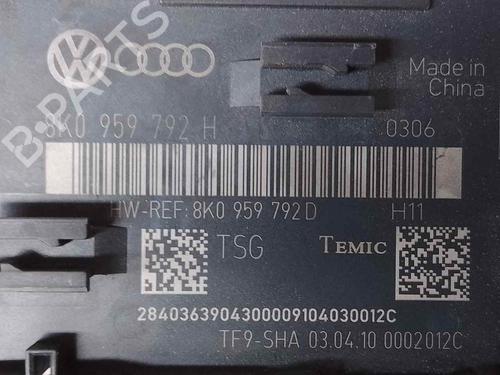 B-PARTS
Made in
China
8K0 959 792 H 0306
HW-REF: 8K0 959 792 D H11
TSG TEMIC
28403639043000009104030012C
TF9-SHA 03.04.10 0002012C